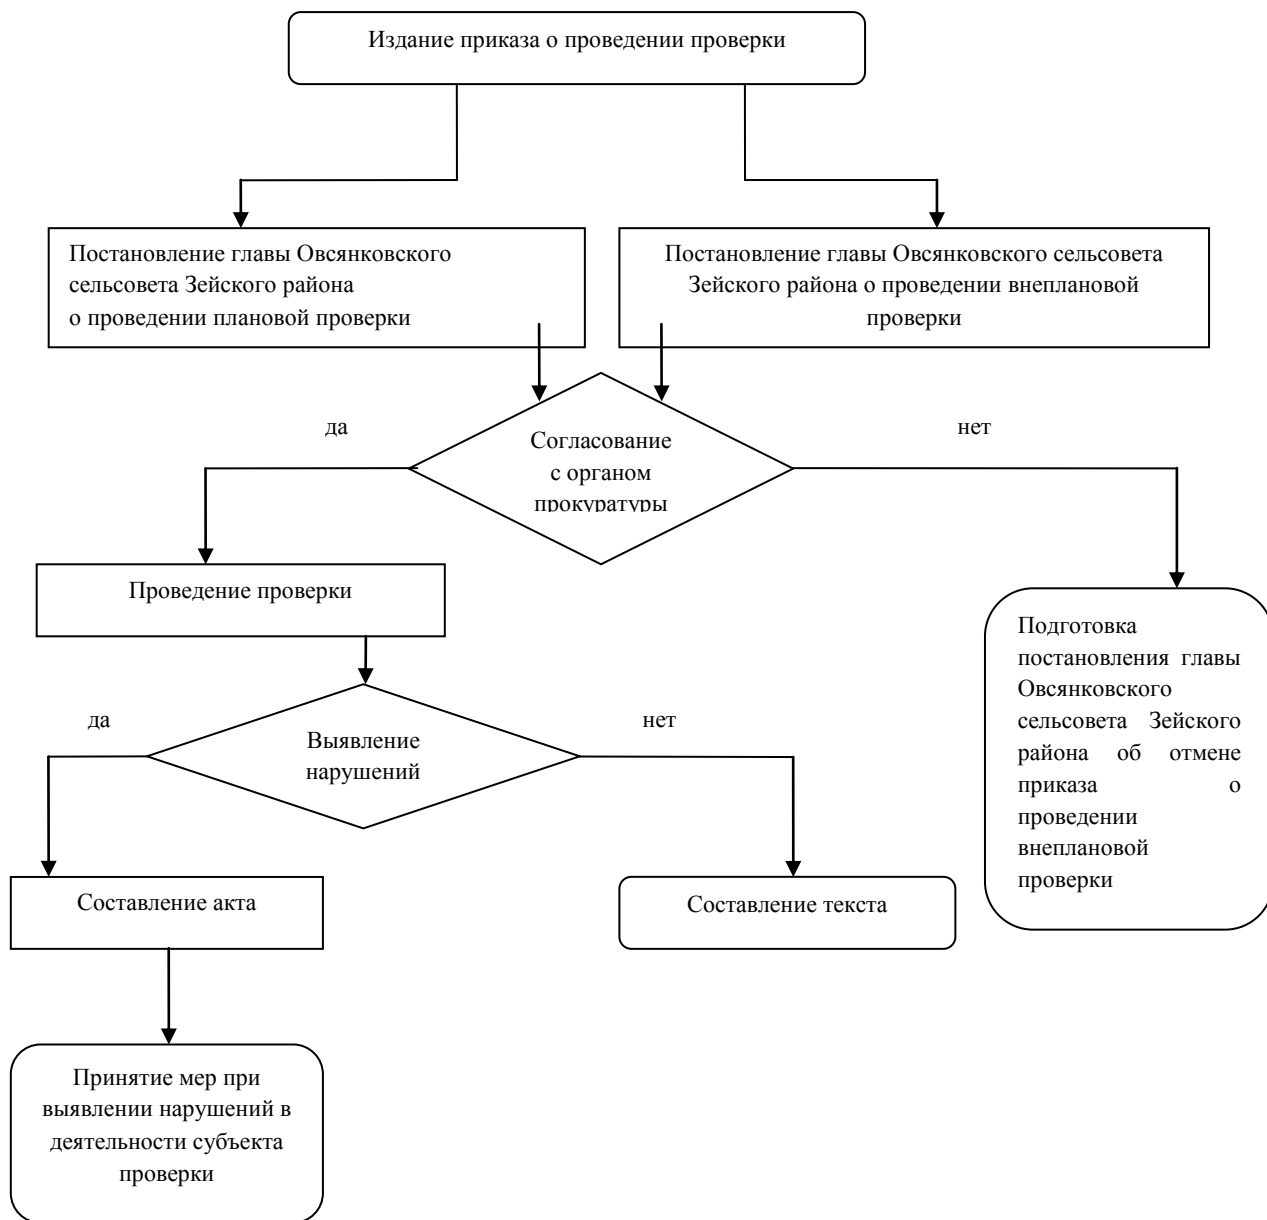 Издание приказа о проведении проверки
Постановление главы Овсянковского
сельсовета Зейского района
о проведении плановой проверки
Постановление главы Овсянковского сельсовета
Зейского района о проведении внеплановой
проверки
да
нет
Согласование
с органом
прокуратуры
Проведение проверки
Подготовка
постановления главы
Овсянковского
сельсовета Зейского
района об отмене
приказа о
проведении
внеплановой
проверки
да
нет
Выявление
нарушений
Составление акта
Составление текста
Принятие мер при
выявлении нарушений в
деятельности субъекта
проверки